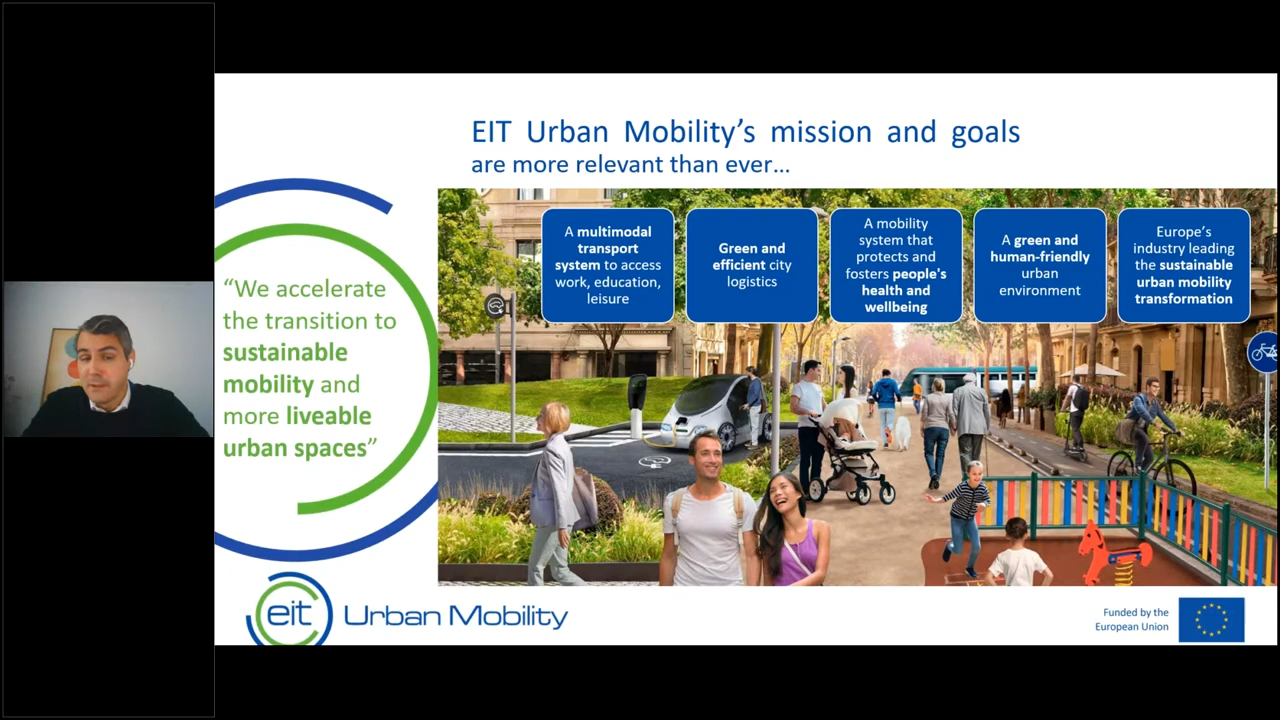 EIT Urban Mobility’s mission and goals
are more relevant than ever...
“We accelerate
the transition to
sustainable
mobility and
more liveable
urban spaces”
A multimodal
transport
system to access
work, education,
leisure
Green and
efficient city
logistics
A mobility
system that
protects and
fosters people's
health and
wellbeing
A green and
human-friendly
urban
environment
Europe’s
industry leading
the sustainable
urban mobility
transformation
eit Urban Mobility
Funded by the
European Union